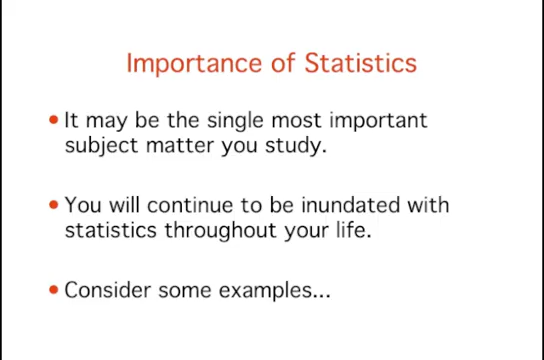 Importance of Statistics
• It may be the single most important
subject matter you study.
• You will continue to be inundated with
statistics throughout your life.
• Consider some examples...